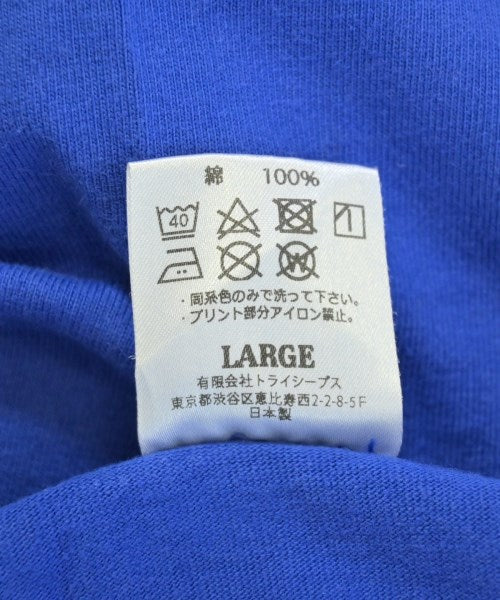 綿 100%
40
W
・同系色のみで洗って下さい。
・プリント部分アイロン禁止。
LARGE
有限会社トライシープス
東京都渋谷区恵比寿西2-2-8-5F
日本製